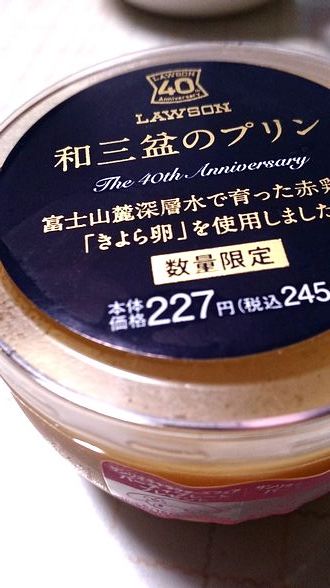 LAWSON
40
Anniversary
LAWSON
和三盆のプリン
The 40th Anniversary
富士山麓深層水で育った赤鶏
「きよら卵」を使用しました
数量限定
本体
価格227円(税込245